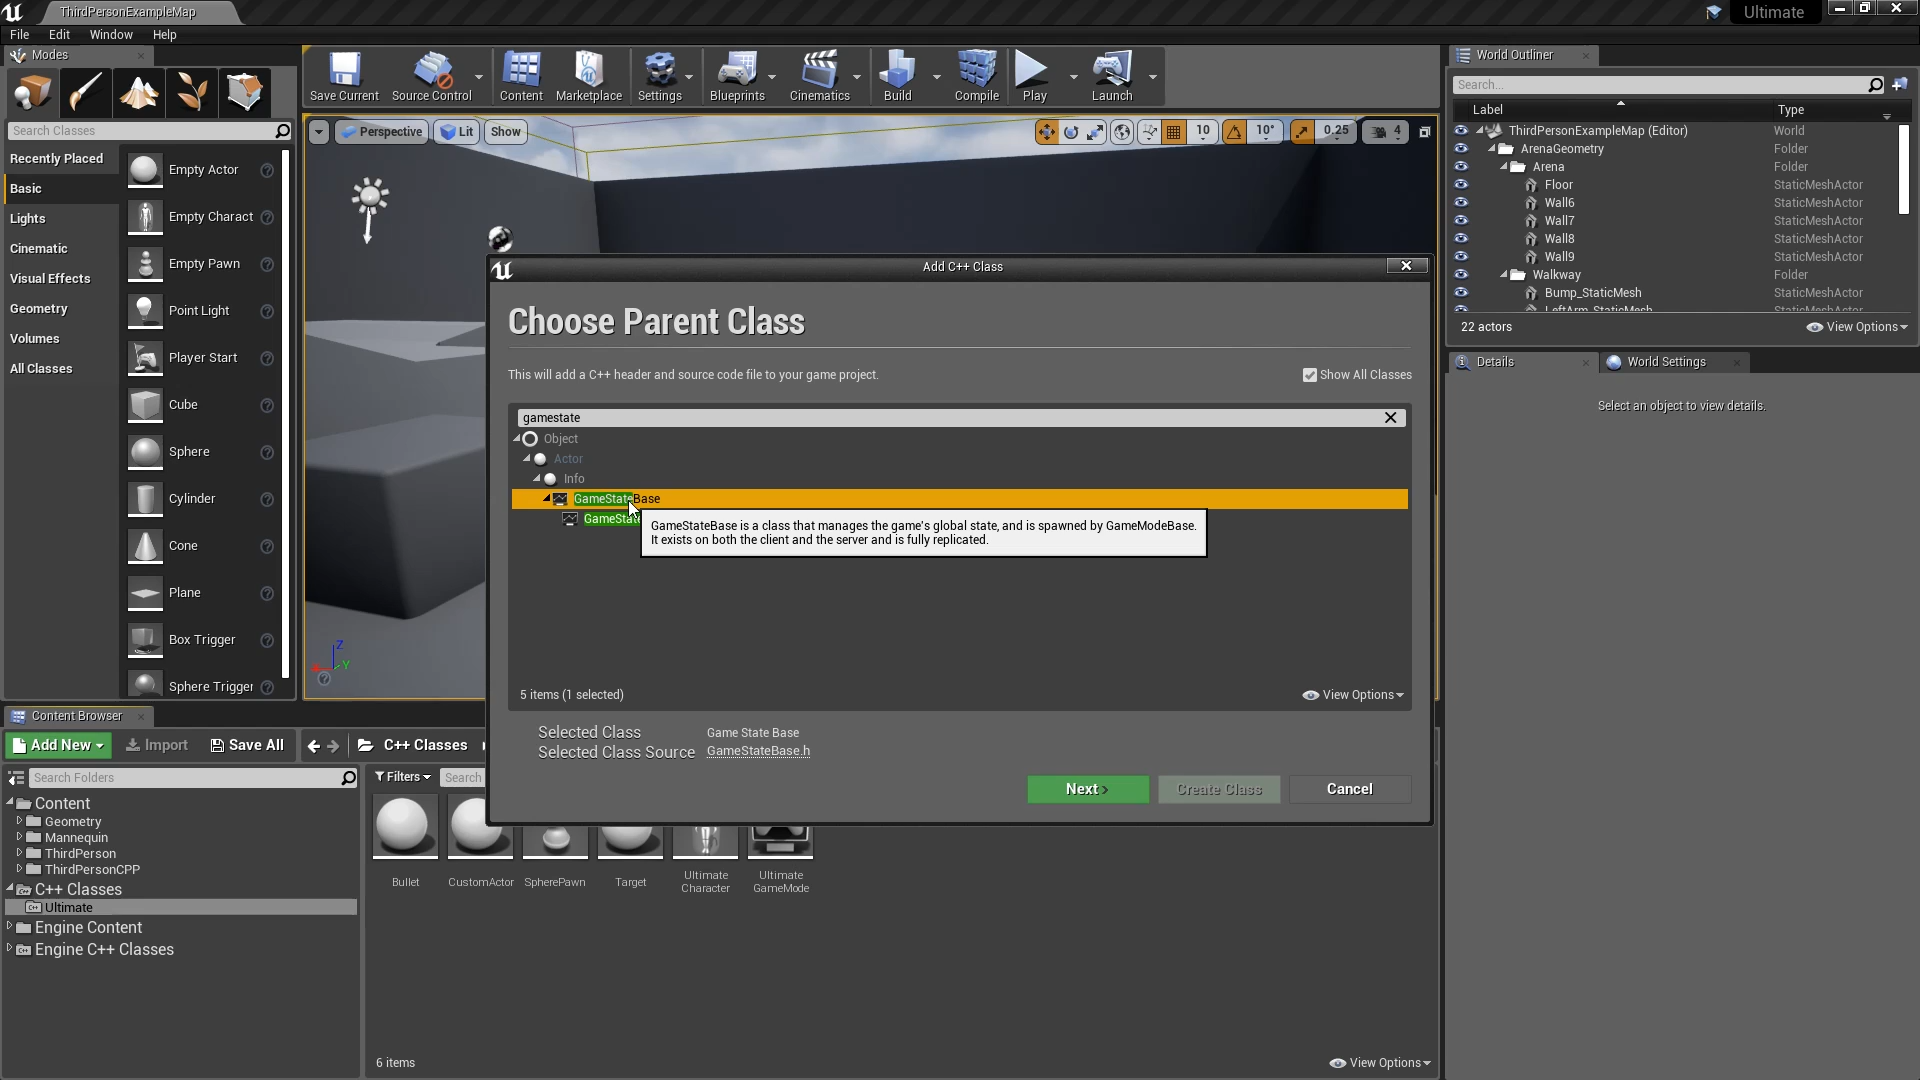 ThirdPersonExampleMap
Ultimate
File Edit Window Help
Modes
Search Classes
Recently Placed
Basic
Lights
Cinematic
Visual Effects
Geometry
Volumes
All Classes
Empty Actor
Empty Charact
Empty Pawn
Point Light
Player Start
Cube
Sphere
Cylinder
Cone
Plane
Box Trigger
Sphere Trigger
Save Current
Source Control
Content
Marketplace
Settings
Blueprints
Cinematics
Build
Compile
Play
Launch
Perspective
Lit
Show
10
10°
0.25
4
Z
Y
World Outliner
Search...
Label Type
ThirdPersonExampleMap (Editor) World
ArenaGeometry Folder
Arena Folder
Floor StaticMeshActor
Wall6 StaticMeshActor
Wall7 StaticMeshActor
Wall8 StaticMeshActor
Wall9 StaticMeshActor
Walkway Folder
Bump_StaticMesh StaticMeshActor
LeftArm_StaticMesh StaticMeshActor
22 actors
View Options
Details
World Settings
Select an object to view details.
Add C++ Class
Choose Parent Class
This will add a C++ header and source code file to your game project.
Show All Classes
gamestate
Object
Actor
Info
GameStateBase
GameState
GameStateBase is a class that manages the game's global state, and is spawned by GameModeBase.
It exists on both the client and the server and is fully replicated.
5 items (1 selected)
View Options
Selected Class Game State Base
Selected Class Source GameStateBase.h
Next
Create Class
Cancel
Content Browser
Add New
Import
Save All
C++ Classes
Search Folders
Filters
Search
Content
Geometry
Mannequin
ThirdPerson
ThirdPersonCPP
C++ Classes
Ultimate
Engine Content
Engine C++ Classes
Bullet
CustomActor
SpherePawn
Target
Ultimate
Character
Ultimate
GameMode
6 items
View Options